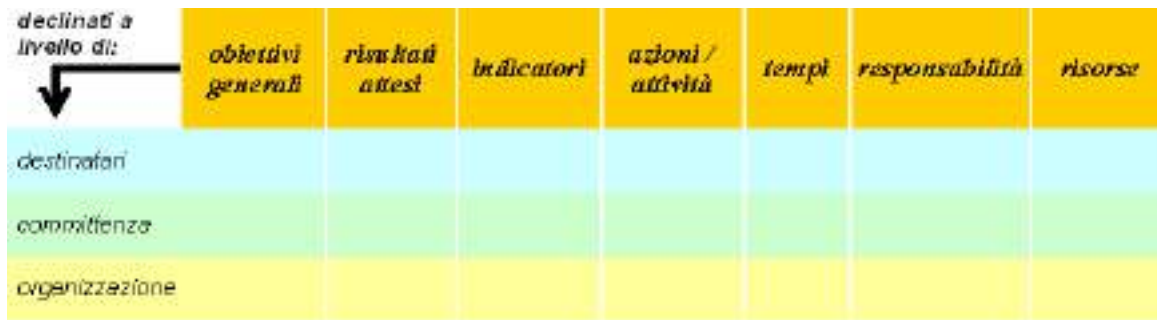 declinati a
livello di:
obiettivi
generali
risultati
attesi
indicatori
azioni /
attività
tempi
responsabilità
risorse
destinatari
committenza
organizzazione